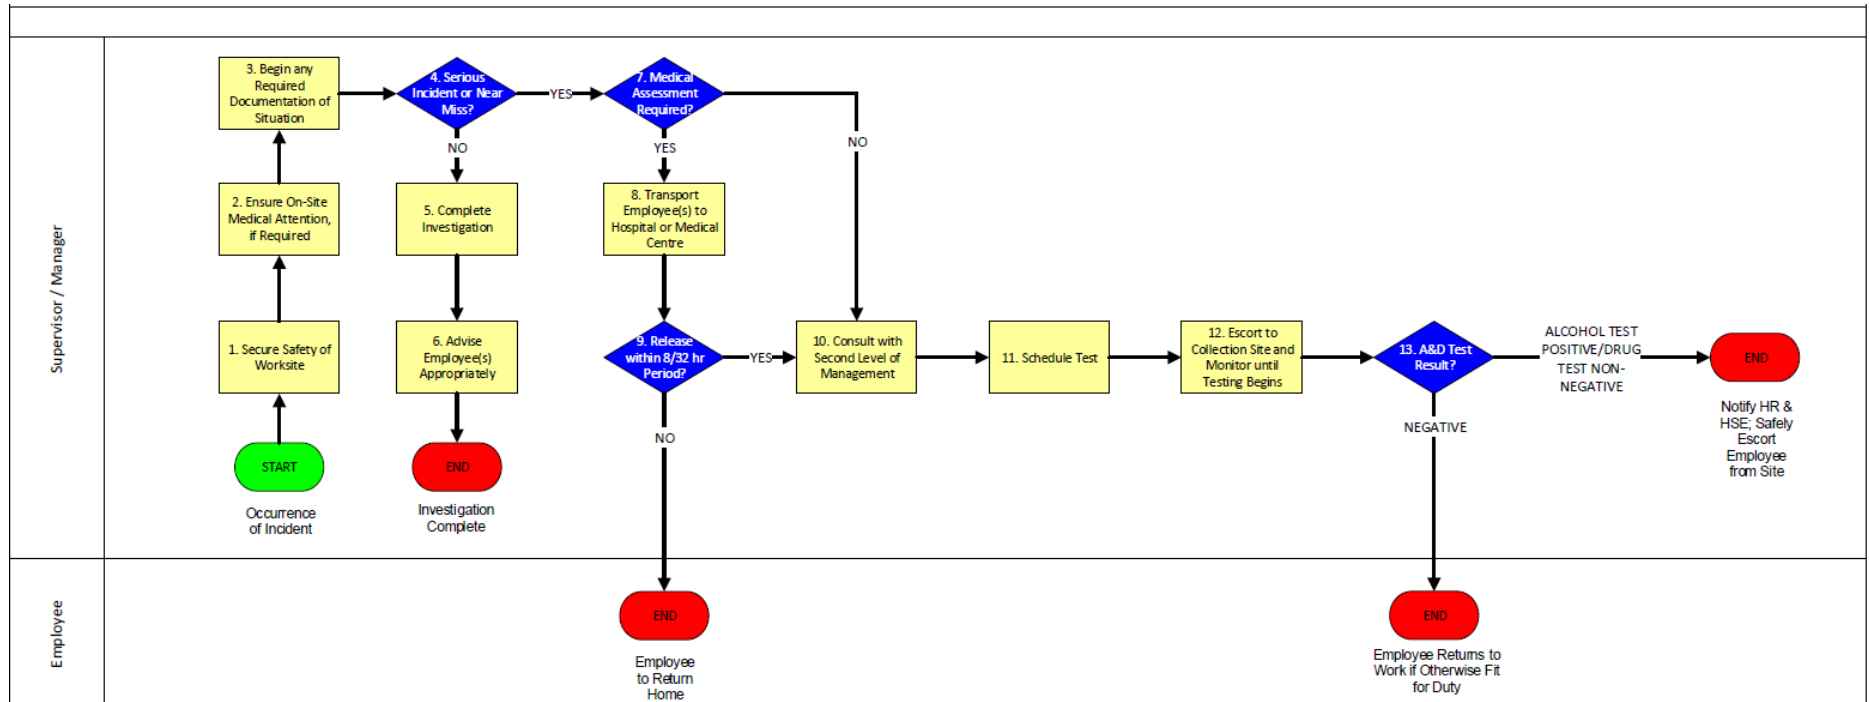 Supervisor / Manager
3. Begin any
Required
Documentation of
Situation
4. Serious
Incident or Near
Miss?
YES
7. Medical
Assessment
Required?
NO
YES
NO
2. Ensure On-Site
Medical Attention,
if Required
5. Complete
Investigation
8. Transport
Employee(s) to
Hospital or Medical
Centre
1. Secure Safety of
Worksite
6. Advise
Employee(s)
Appropriately
9. Release
within 8/32 hr
Period?
YES
10. Consult with
Second Level of
Management
11. Schedule Test
12. Escort to
Collection Site and
Monitor until
Testing Begins
13. A&D Test
Result?
ALCOHOL TEST
POSITIVE/DRUG
TEST NON-
NEGATIVE
END
Notify HR &
HSE; Safely
Escort
Employee
from Site
NO
NEGATIVE
START
Occurrence
of Incident
END
Investigation
Complete
Employee
END
Employee
to Return
Home
END
Employee Returns to
Work if Otherwise Fit
for Duty